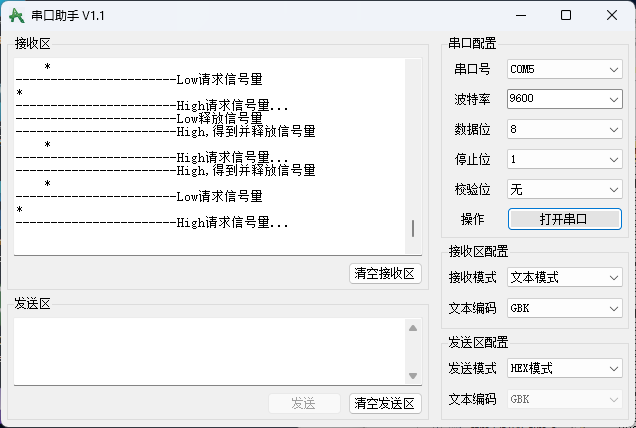 串口助手 V1.1
接收区
*
-----------------------Low请求信号量
*
-----------------------High请求信号量...
-----------------------Low释放信号量
-----------------------High,得到并释放信号量
*
-----------------------High请求信号量...
-----------------------High,得到并释放信号量
*
-----------------------Low请求信号量
*
-----------------------High请求信号量...
清空接收区
发送区
发送
清空发送区
串口配置
串口号 COM5
波特率 9600
数据位 8
停止位 1
校验位 无
操作 打开串口
接收区配置
接收模式 文本模式
文本编码 GBK
发送区配置
发送模式 HEX模式
文本编码 GBK